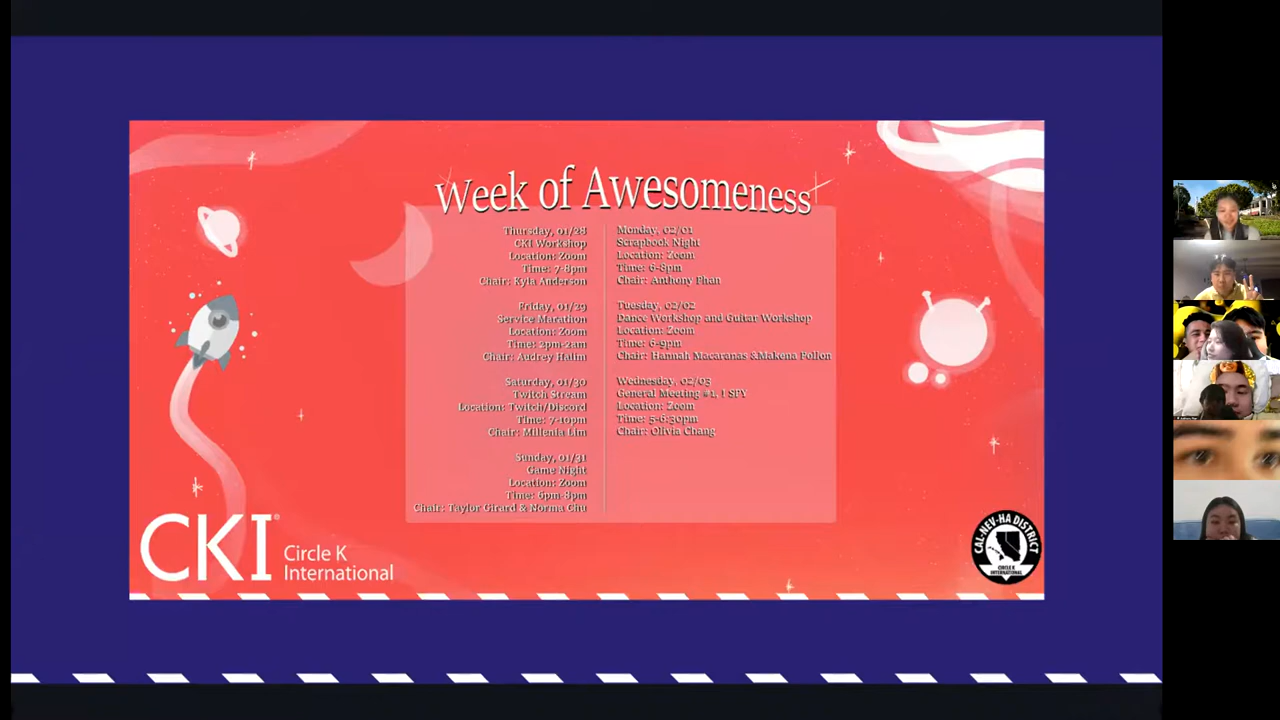 Week of Awesomeness
Thursday, 01/28
CKI Workshop
Location: Zoom
Time: 7-8pm
Chair: Kyla Anderson
Friday, 01/29
Service Marathon
Location: Zoom
Time: 2pm-2am
Chair: Audrey Halim
Saturday, 01/30
Twitch Stream
Location: Twitch/Discord
Time: 7-10pm
Chair: Millenia Lim
Sunday, 01/31
Game Night
Location: Zoom
Time: 6pm-8pm
Chair: Taylor Girard & Norma Chu
Monday, 02/01
Scrapbook Night
Location: Zoom
Time: 6-8pm
Chair: Anthony Phan
Tuesday, 02/02
Dance Workshop and Guitar Workshop
Location: Zoom
Time: 6-9pm
Chair: Hannah Macaranas &Makena Pollon
Wednesday, 02/03
General Meeting #1, I SPY
Location: Zoom
Time: 5-6:30pm
Chair: Olivia Chang
CKI®
Circle K
International
CAL-NEV-HA DISTRICT
CIRCLE K
INTERNATIONAL